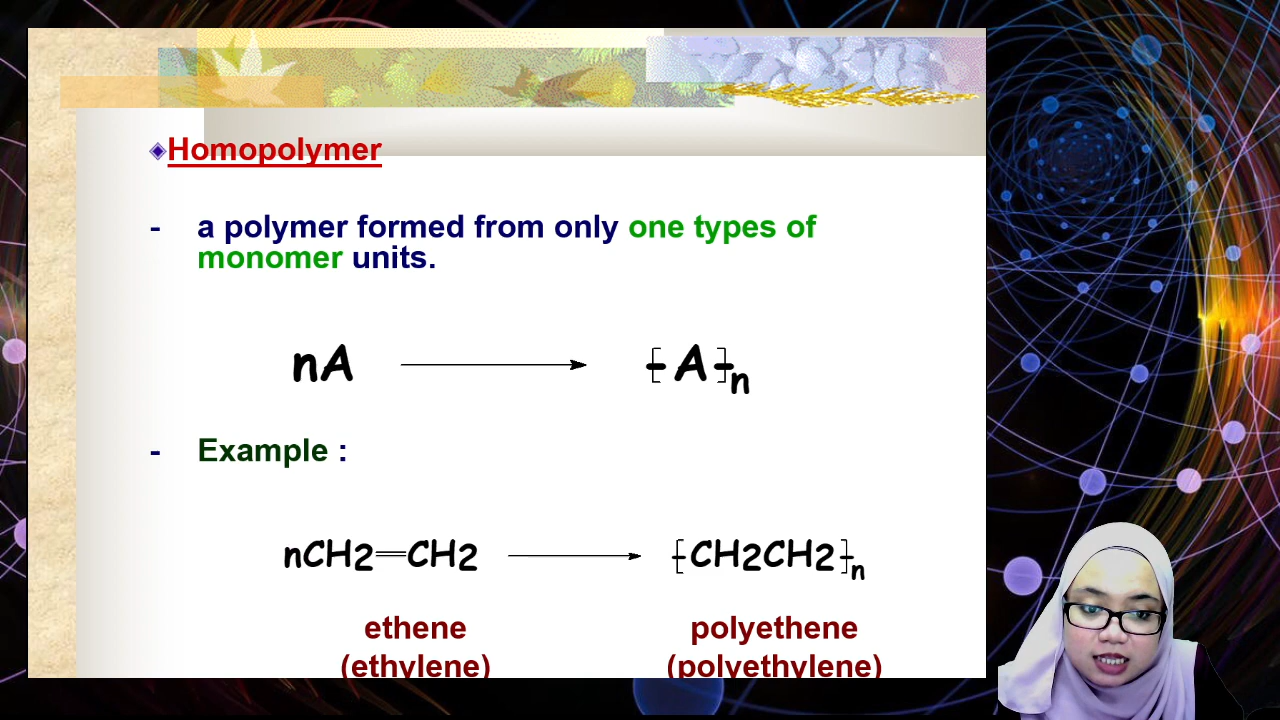 Homopolymer
- a polymer formed from only one types of
monomer units.
nA → [A]n
- Example :
nCH2=CH2 → [CH2CH2]n
ethene polyethene
(ethylene) (polyethylene)